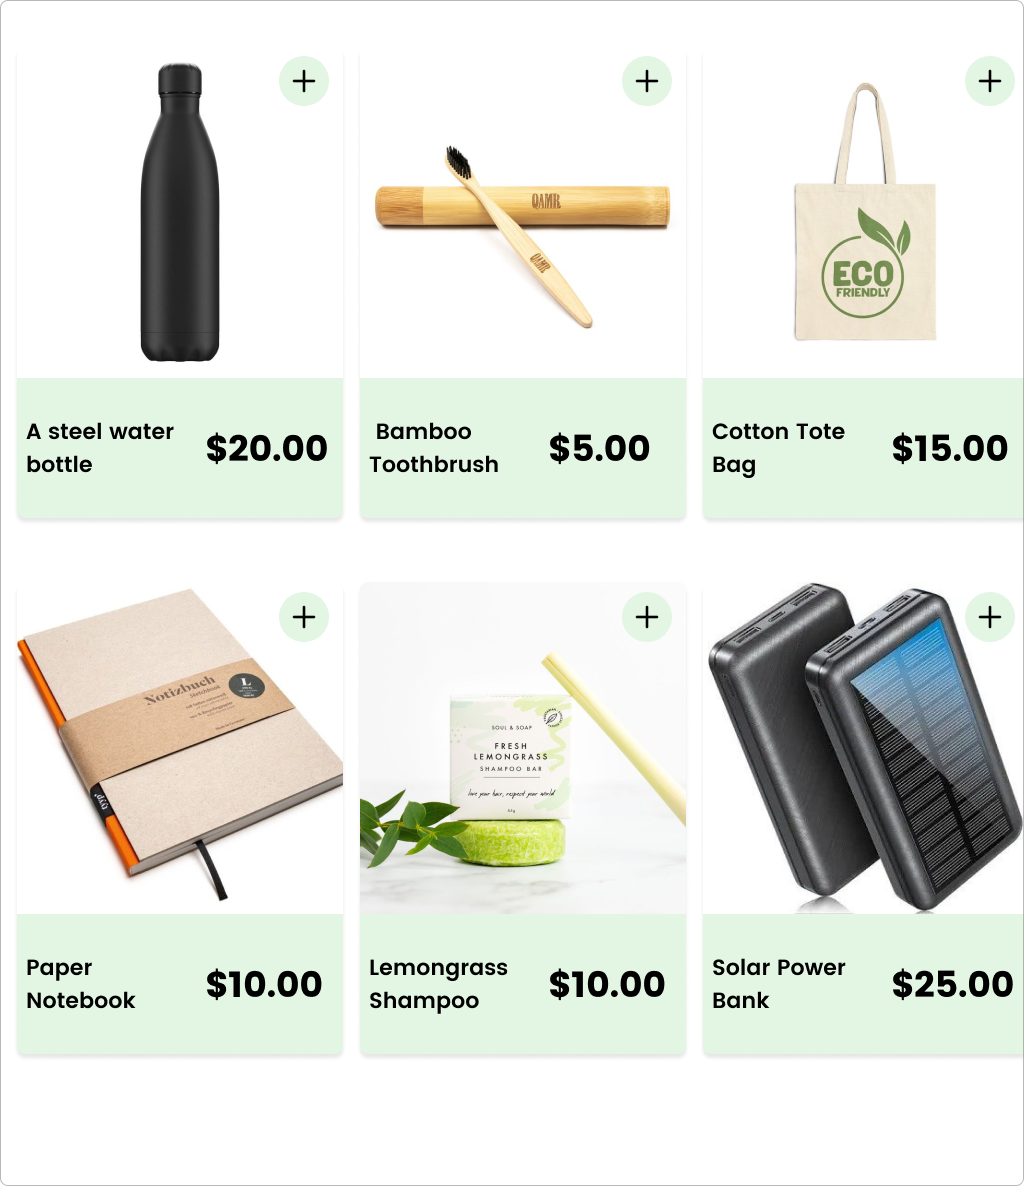 QAMR
QAMR
ECO
FRIENDLY
A steel water
bottle
$20.00
Bamboo
Toothbrush
$5.00
Cotton Tote
Bag
$15.00
Notizbuch
Sketchbook
L
SOUL & SOAP
FRESH
LEMONGRASS
SHAMPOO BAR
love your hair, respect your world
Paper
Notebook
$10.00
Lemongrass
Shampoo
$10.00
Solar Power
Bank
$25.00